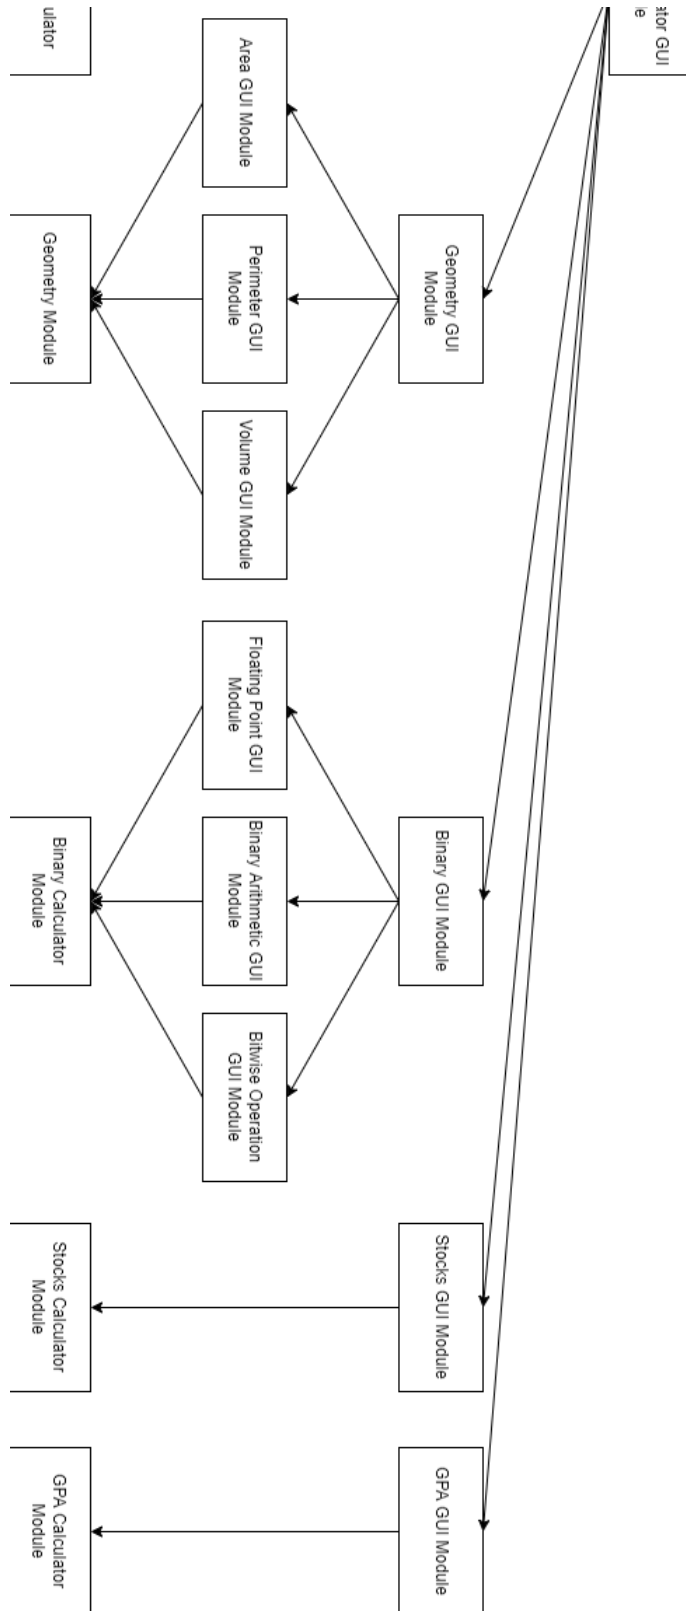 ator GUI
le
Geometry GUI
Module
Binary GUI Module
Stocks GUI Module
GPA GUI Module
Area GUI Module
Perimeter GUI
Module
Volume GUI Module
Floating Point GUI
Module
Binary Arithmetic GUI
Module
Bitwise Operation
GUI Module
ulator
Geometry Module
Binary Calculator
Module
Stocks Calculator
Module
GPA Calculator
Module